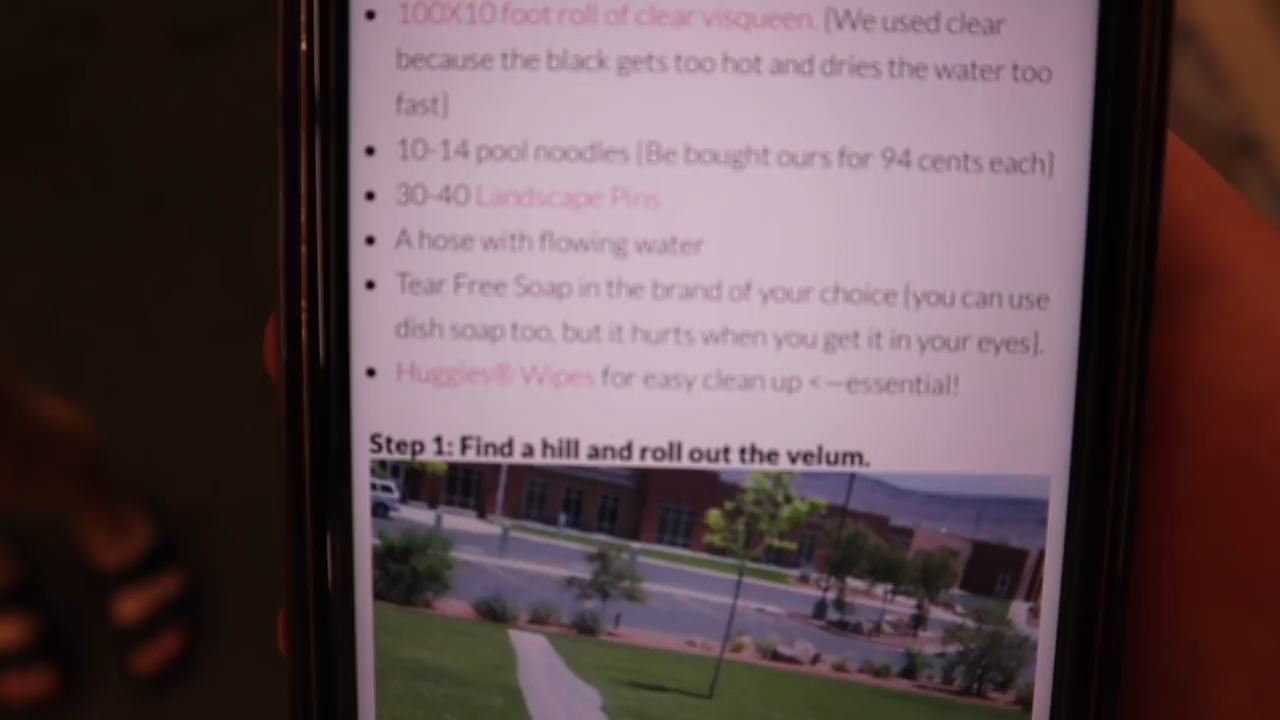 100X10 foot roll of clear visqueen. [We used clear
because the black gets too hot and dries the water too
fast]
10-14 pool noodles [Be bought ours for 94 cents each]
30-40 Landscape Pins
A hose with flowing water
Tear Free Soap in the brand of your choice [you can use
dish soap too, but it hurts when you get it in your eyes].
Huggies® Wipes for easy clean up <—essential!
Step 1: Find a hill and roll out the velum.